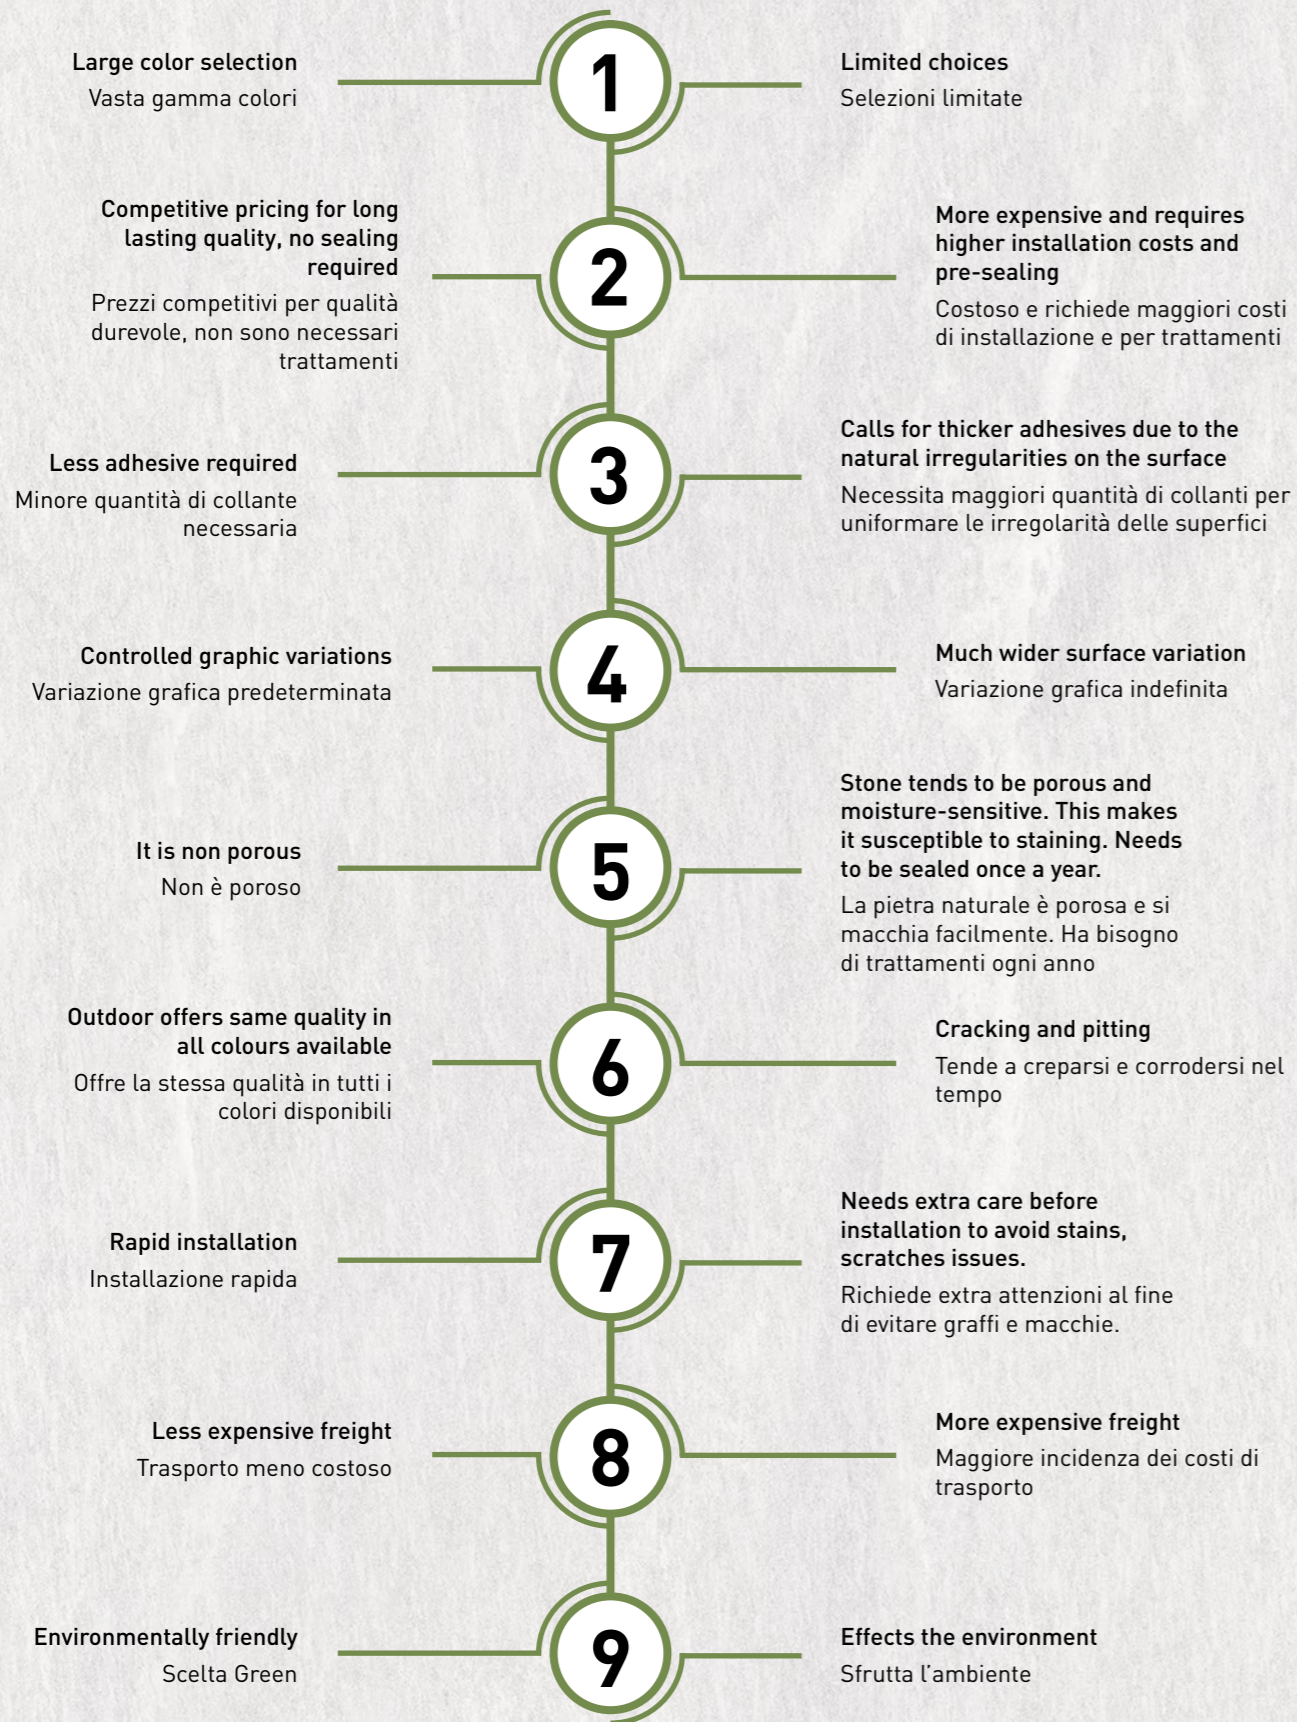 1
Large color selection
Vasta gamma colori
Limited choices
Selezioni limitate
2
Competitive pricing for long
lasting quality, no sealing
required
Prezzi competitivi per qualità
durevole, non sono necessari
trattamenti
More expensive and requires
higher installation costs and
pre-sealing
Costoso e richiede maggiori costi
di installazione e per trattamenti
3
Less adhesive required
Minore quantità di collante
necessaria
Calls for thicker adhesives due to the
natural irregularities on the surface
Necessita maggiori quantità di collanti per
uniformare le irregolarità delle superfici
4
Controlled graphic variations
Variazione grafica predeterminata
Much wider surface variation
Variazione grafica indefinita
5
It is non porous
Non è poroso
Stone tends to be porous and
moisture-sensitive. This makes
it susceptible to staining. Needs
to be sealed once a year.
La pietra naturale è porosa e si
macchia facilmente. Ha bisogno
di trattamenti ogni anno
6
Outdoor offers same quality in
all colours available
Offre la stessa qualità in tutti i
colori disponibili
Cracking and pitting
Tende a creparsi e corrodersi nel
tempo
7
Rapid installation
Installazione rapida
Needs extra care before
installation to avoid stains,
scratches issues.
Richiede extra attenzioni al fine
di evitare graffi e macchie.
8
Less expensive freight
Trasporto meno costoso
More expensive freight
Maggiore incidenza dei costi di
trasporto
9
Environmentally friendly
Scelta Green
Effects the environment
Sfrutta l'ambiente